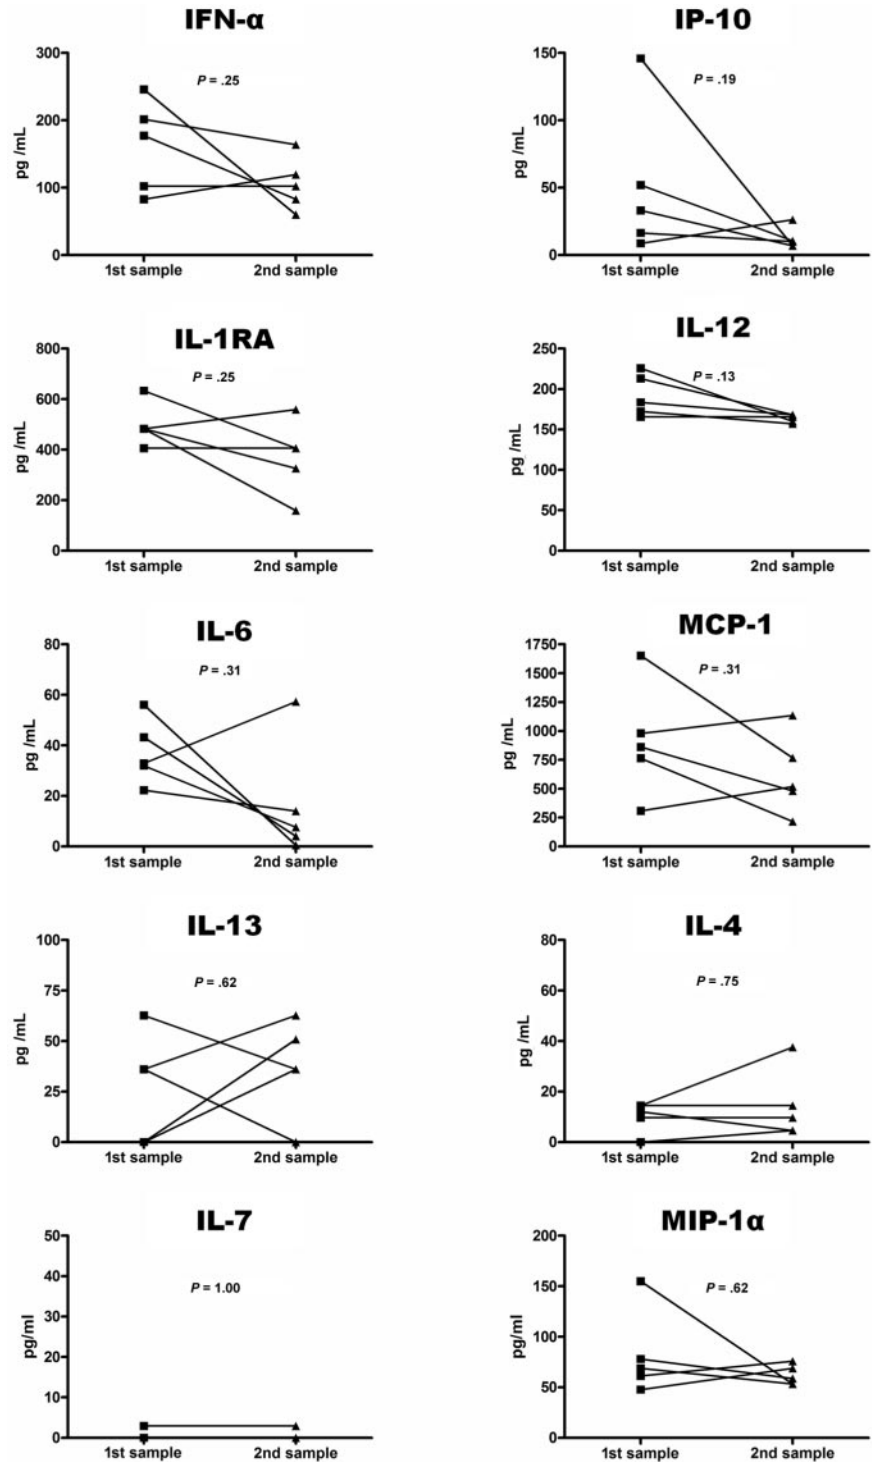 IFN-α
300
P = .25
200
pg /mL
100
0
1st sample 2nd sample
IP-10
150
P = .19
100
pg /mL
50
0
1st sample 2nd sample
IL-1RA
800
P = .25
600
pg /mL
400
200
0
1st sample 2nd sample
IL-12
250
P = .13
200
150
pg /mL
100
50
0
1st sample 2nd sample
IL-6
80
P = .31
60
pg /mL
40
20
0
1st sample 2nd sample
MCP-1
1750
P = .31
1500
1250
pg /mL
1000
750
500
250
0
1st sample 2nd sample
IL-13
100
P = .62
75
pg /mL
50
25
0
1st sample 2nd sample
IL-4
80
P = .75
60
pg /mL
40
20
0
1st sample 2nd sample
IL-7
50
40
P = 1.00
30
pg/ml
20
10
0
1st sample 2nd sample
MIP-1α
200
P = .62
150
pg/ml
100
50
0
1st sample 2nd sample